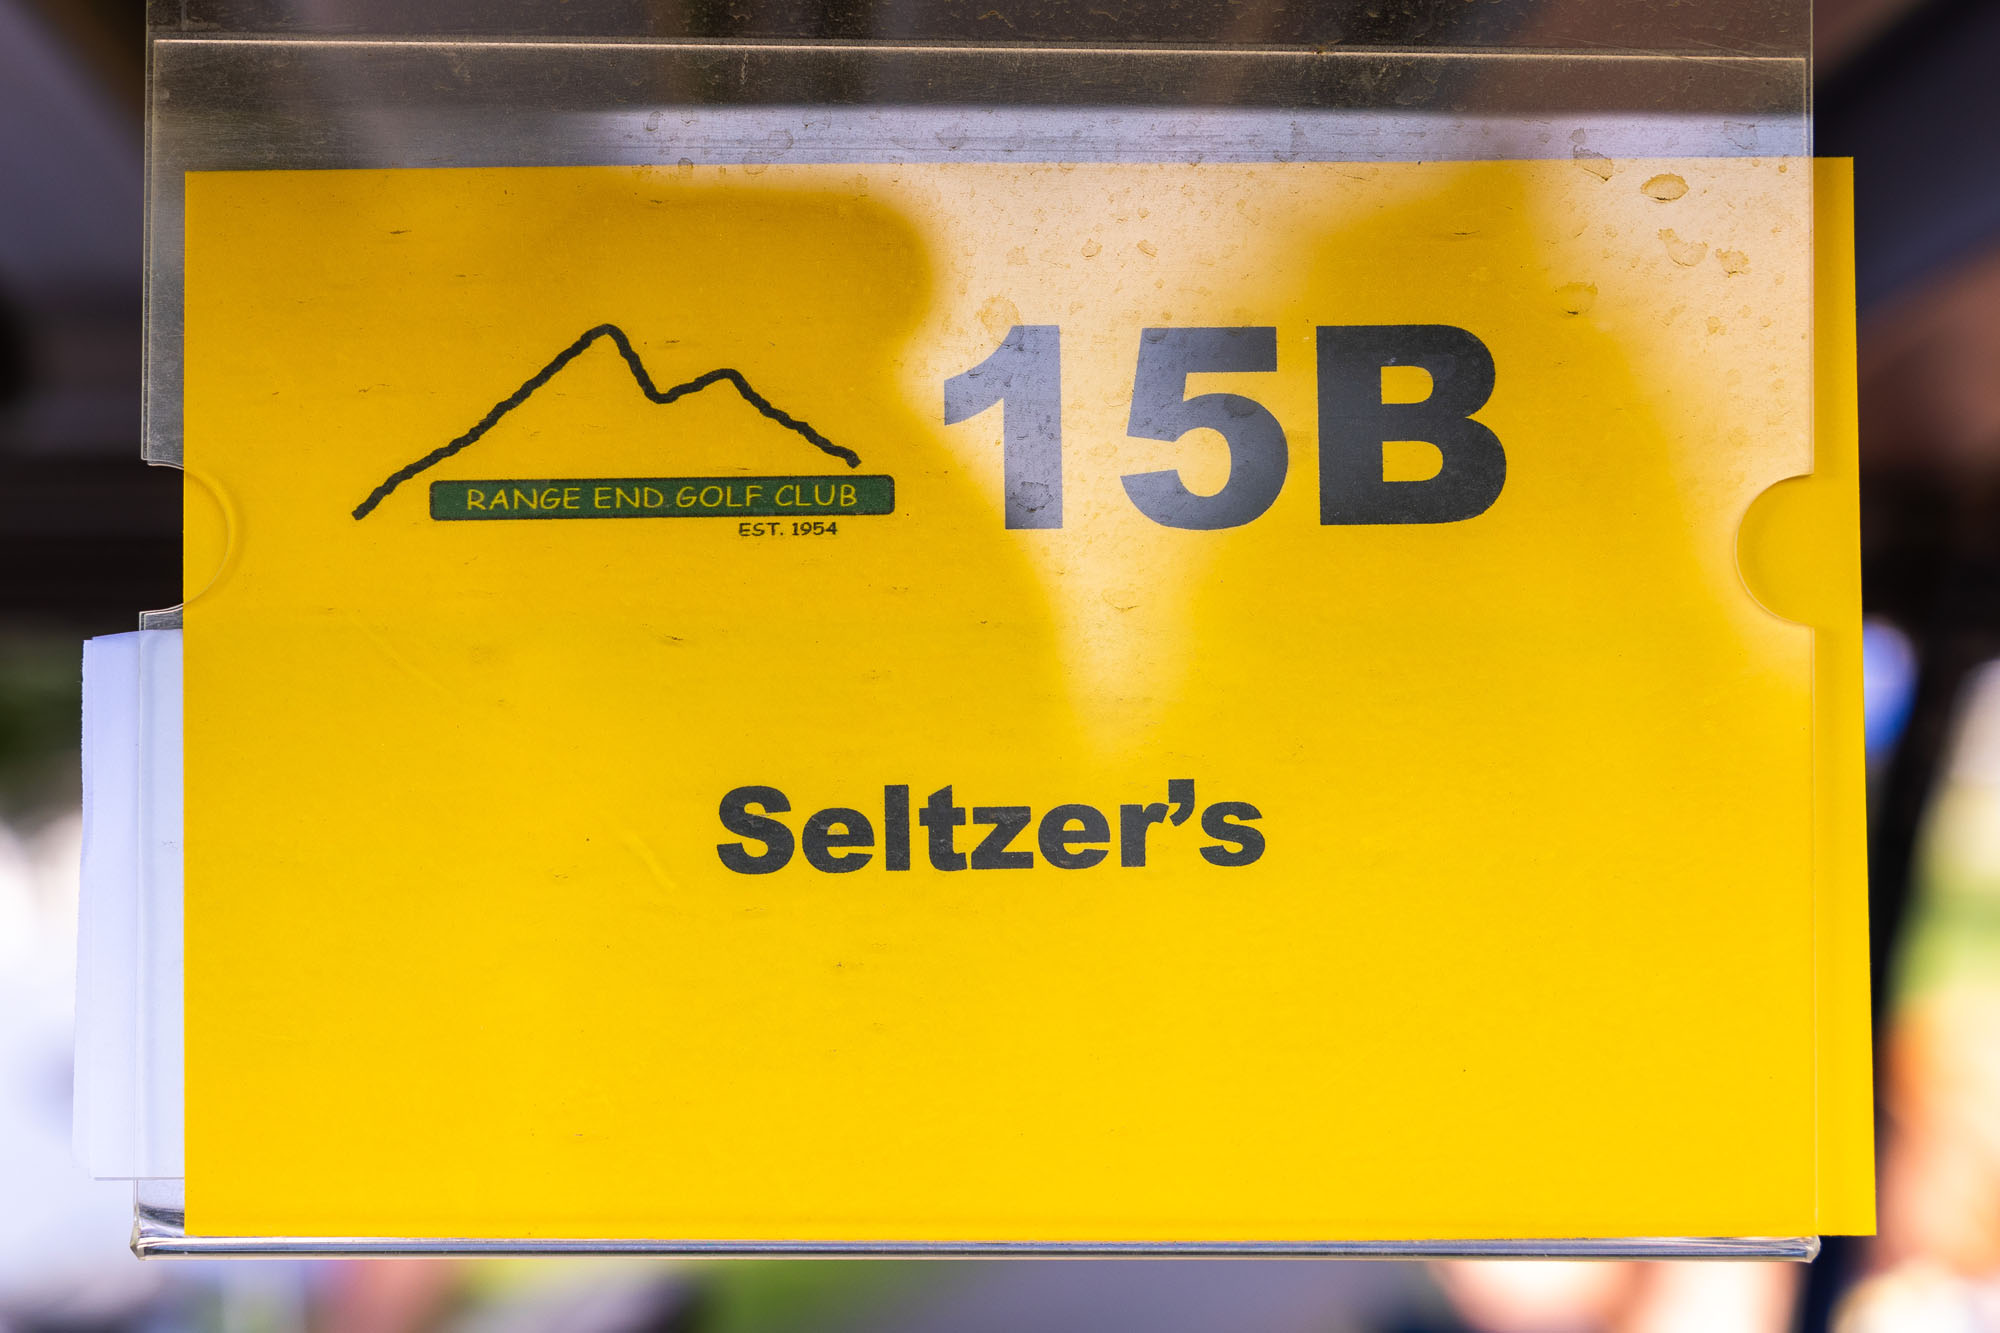 15B
RANGE END GOLF CLUB
EST. 1954
Seltzer’s